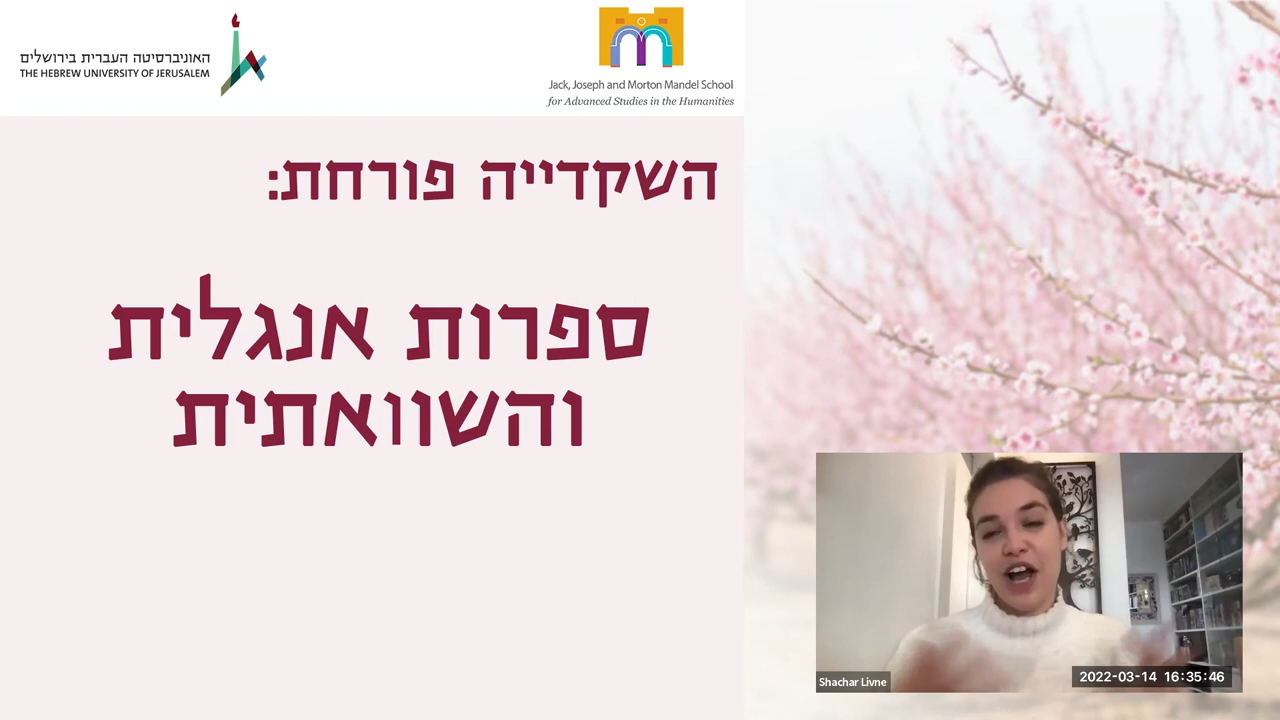 האוניברסיטה העברית בירושלים
THE HEBREW UNIVERSITY OF JERUSALEM
Jack, Joseph and Morton Mandel School
for Advanced Studies in the Humanities
השקדייה פורחת:
ספרות אנגלית
והשוואתית
Shachar Livne
2022-03-14 16:35:46